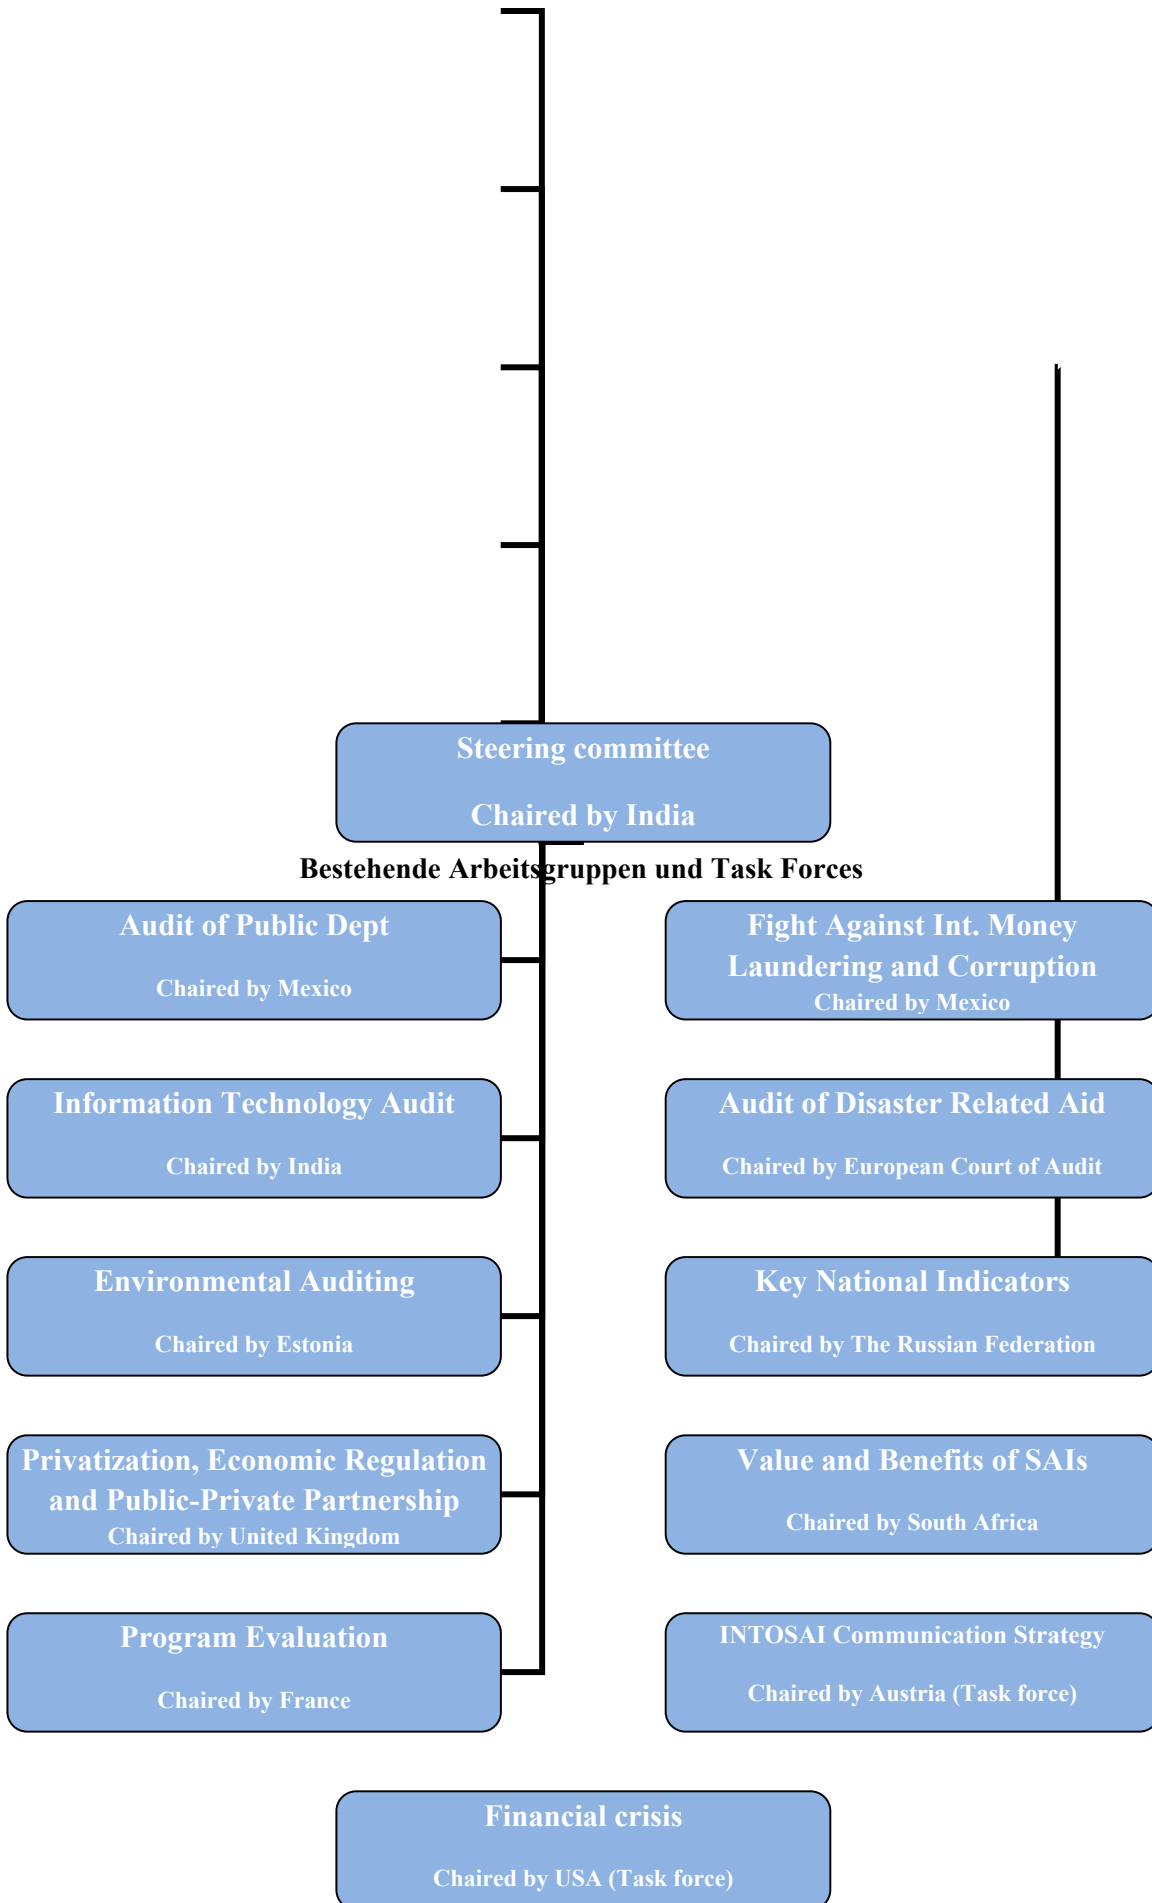 Steering committee
Chaired by India
Bestehende Arbeitsgruppen und Task Forces
Audit of Public Dept
Chaired by Mexico
Fight Against Int. Money
Laundering and Corruption
Chaired by Mexico
Information Technology Audit
Chaired by India
Audit of Disaster Related Aid
Chaired by European Court of Audit
Environmental Auditing
Chaired by Estonia
Key National Indicators
Chaired by The Russian Federation
Privatization, Economic Regulation
and Public-Private Partnership
Chaired by United Kingdom
Value and Benefits of SAIs
Chaired by South Africa
Program Evaluation
Chaired by France
INTOSAI Communication Strategy
Chaired by Austria (Task force)
Financial crisis
Chaired by USA (Task force)